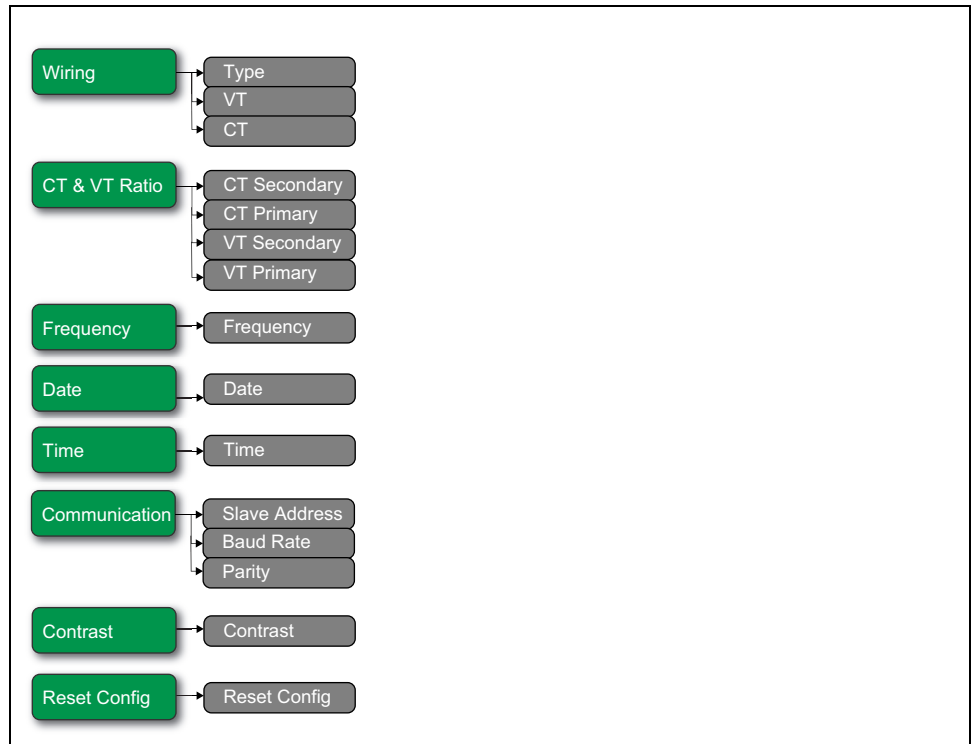 Wiring
Type
VT
CT
CT & VT Ratio
CT Secondary
CT Primary
VT Secondary
VT Primary
Frequency
Frequency
Date
Date
Time
Time
Communication
Slave Address
Baud Rate
Parity
Contrast
Contrast
Reset Config
Reset Config